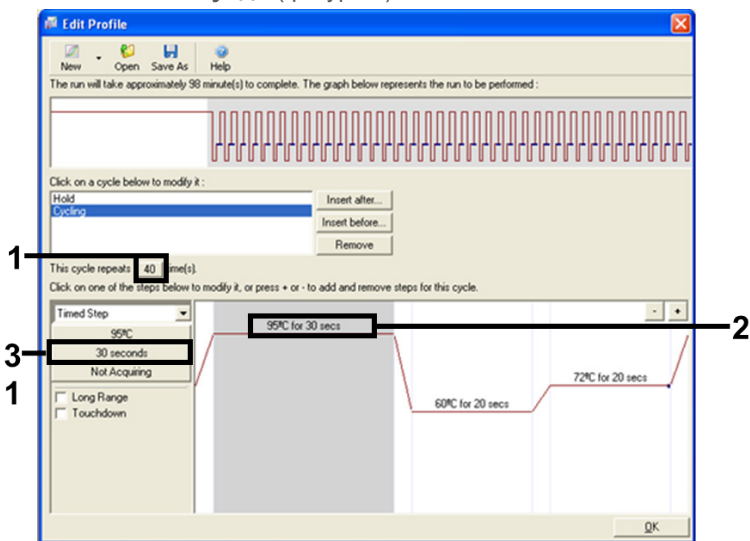 Edit Profile
New Open Save As Help
The run will take approximately 98 minute(s) to complete. The graph below represents the run to be performed :
Click on a cycle below to modify it :
Hold
Cycling
Insert after...
Insert before...
Remove
1
This cycle repeats 40 time(s).
Click on one of the steps below to modify it, or press + or - to add and remove steps for this cycle.
Timed Step
- +
95ºC for 30 secs
2
95ºC
3
30 seconds
Not Acquiring
72ºC for 20 secs
1
Long Range
60ºC for 20 secs
Touchdown
OK